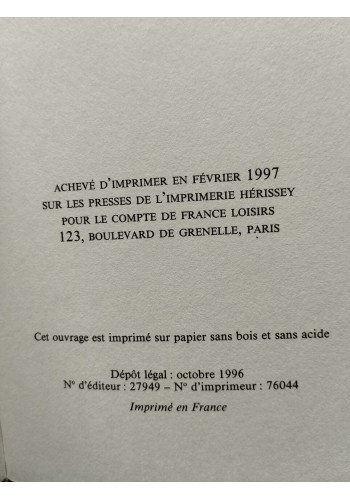 ACHEVÉ D'IMPRIMER EN FÉVRIER 1997
SUR LES PRESSES DE L'IMPRIMERIE HÉRISSEY
POUR LE COMPTE DE FRANCE LOISIRS
123, BOULEVARD DE GRENELLE, PARIS
Cet ouvrage est imprimé sur papier sans bois et sans acide
Dépôt légal : octobre 1996
N° d'éditeur : 27949 – N° d'imprimeur : 76044
Imprimé en France